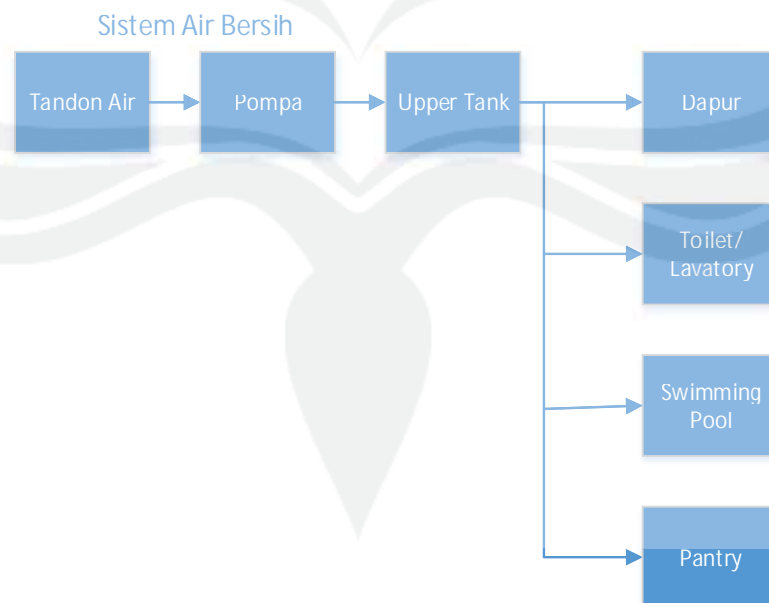 Sistem Air Bersih
Tandon Air
Pompa
Upper Tank
Dapur
Toilet/
Lavatory
Swimming
Pool
Pantry